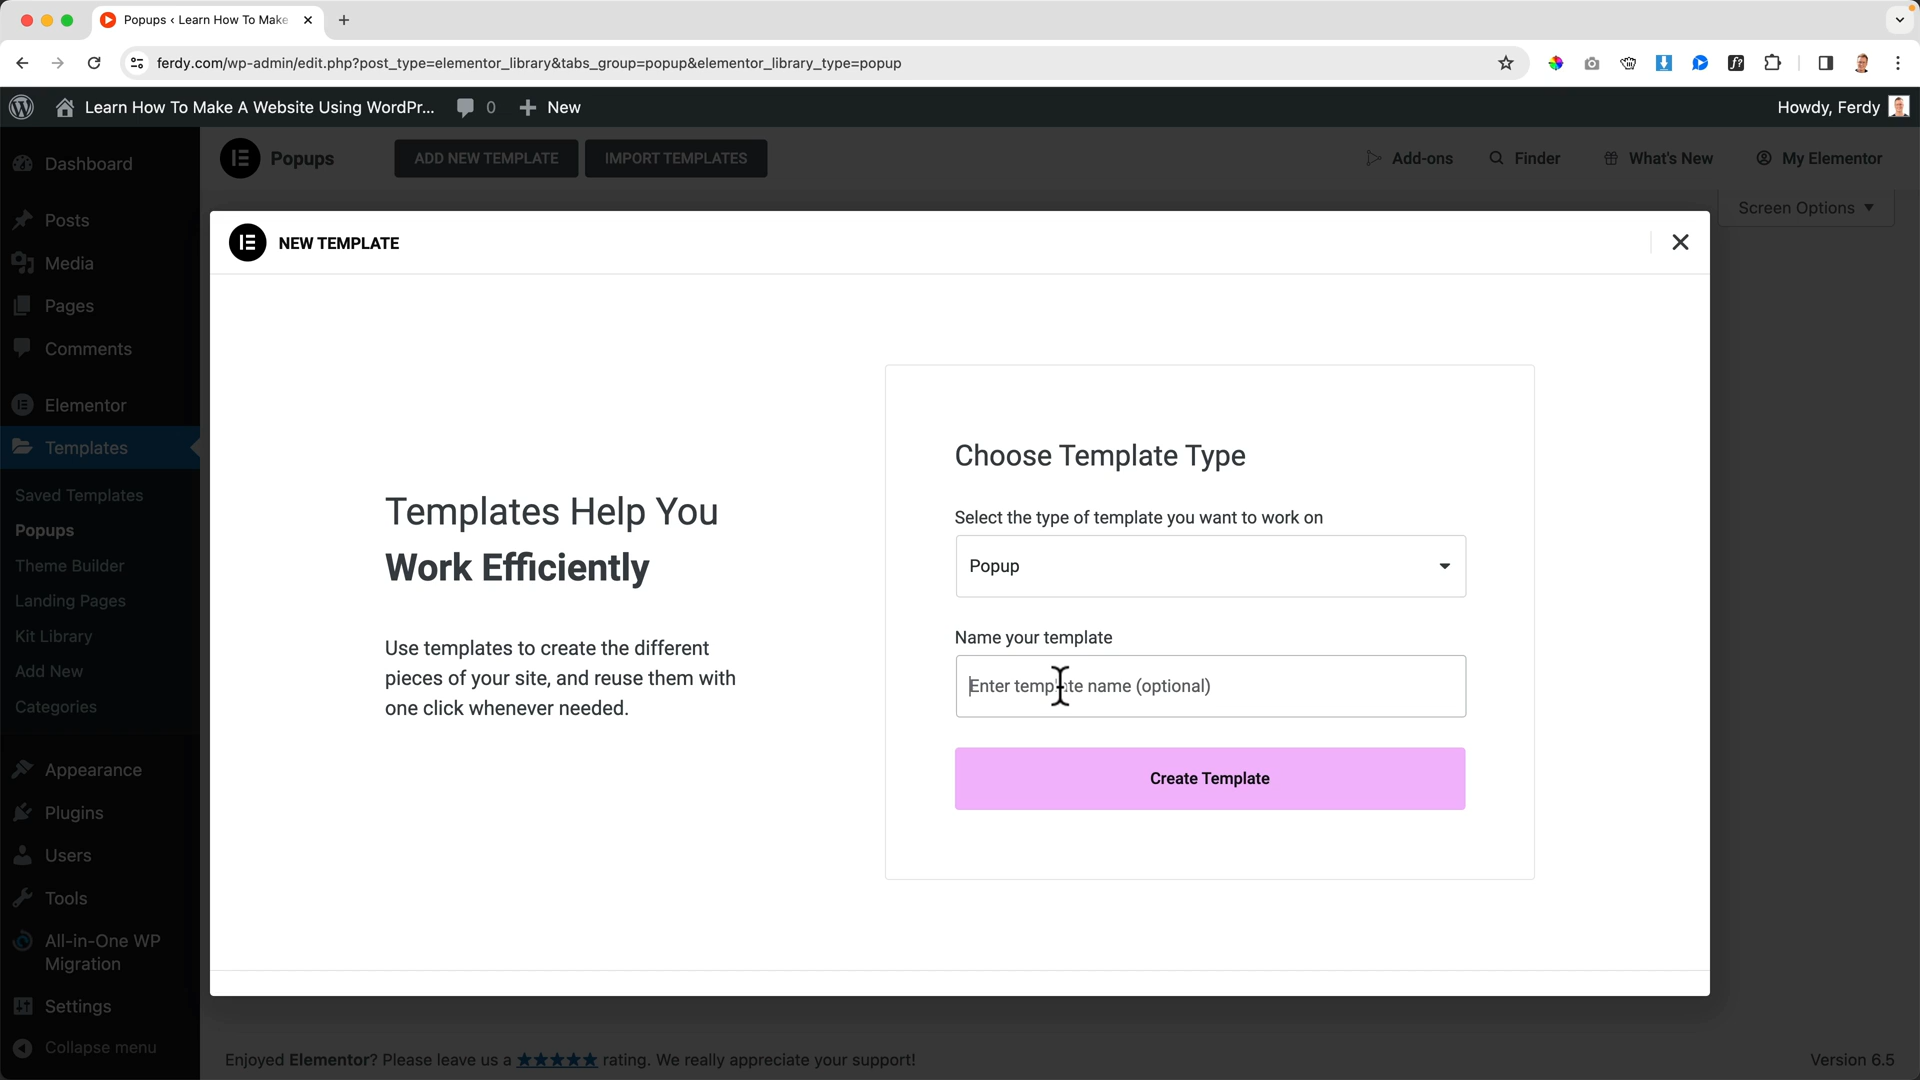 Popups ‹ Learn How To Make
ferdy.com/wp-admin/edit.php?post_type=elementor_library&tabs_group=popup&elementor_library_type=popup
Learn How To Make A Website Using WordPr... 0 New
Howdy, Ferdy
Dashboard
Posts
Media
Pages
Comments
Elementor
Templates
Saved Templates
Popups
Theme Builder
Landing Pages
Kit Library
Add New
Categories
Appearance
Plugins
Users
Tools
All-in-One WP
Migration
Settings
Collapse menu
Popups
ADD NEW TEMPLATE
IMPORT TEMPLATES
Add-ons
Finder
What's New
My Elementor
Screen Options
NEW TEMPLATE
Templates Help You
Work Efficiently
Use templates to create the different
pieces of your site, and reuse them with
one click whenever needed.
Choose Template Type
Select the type of template you want to work on
Popup
Name your template
Enter template name (optional)
Create Template
Enjoyed Elementor? Please leave us a ★★★★★ rating. We really appreciate your support!
Version 6.5